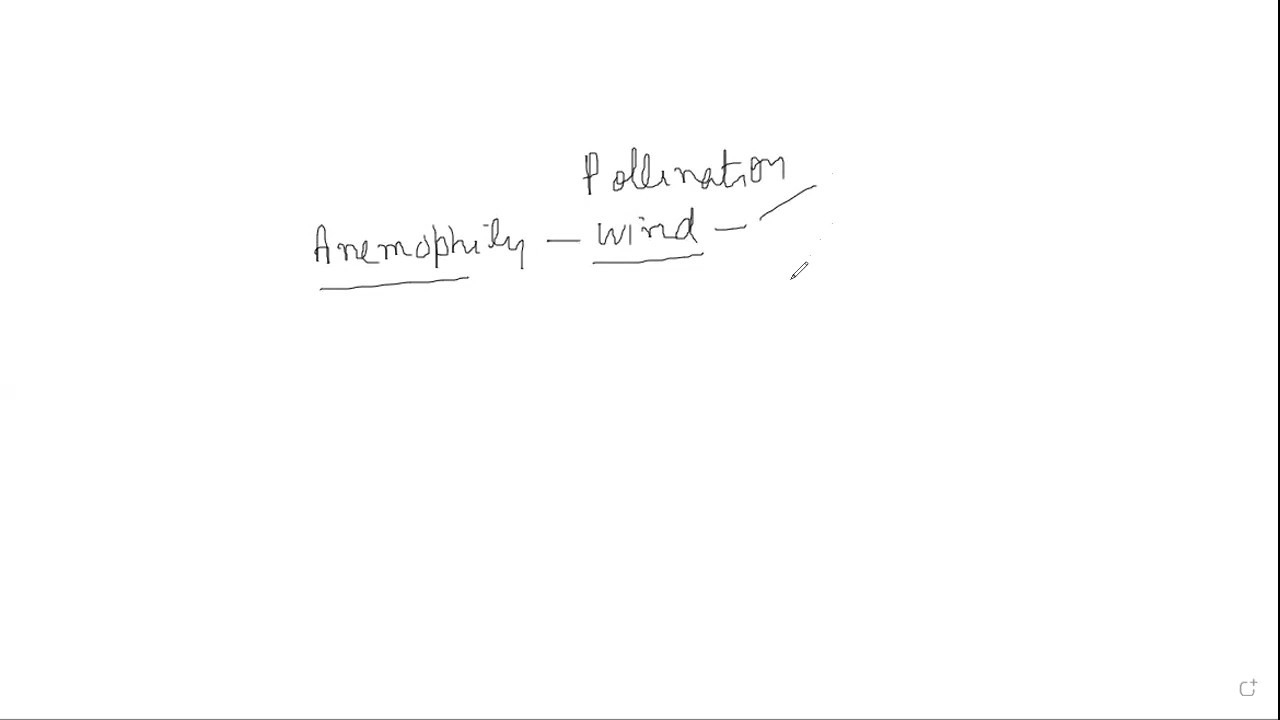 Pollination
Anemophily — wind —